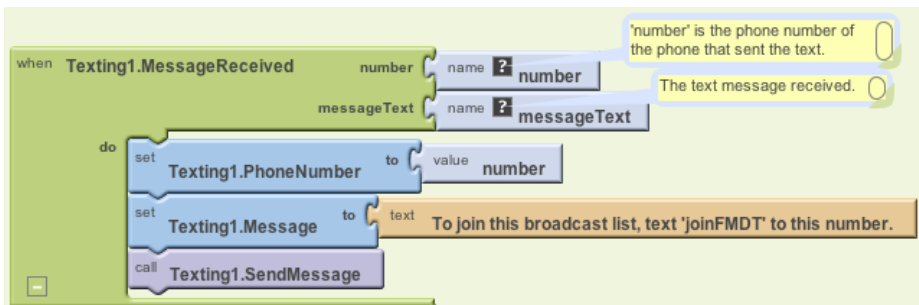 'number' is the phone number of
the phone that sent the text.
when Texting1.MessageReceived number name ? number
The text message received.
messageText name ? messageText
do
set Texting1.PhoneNumber to value number
set Texting1.Message to text To join this broadcast list, text 'joinFMDT' to this number.
call Texting1.SendMessage